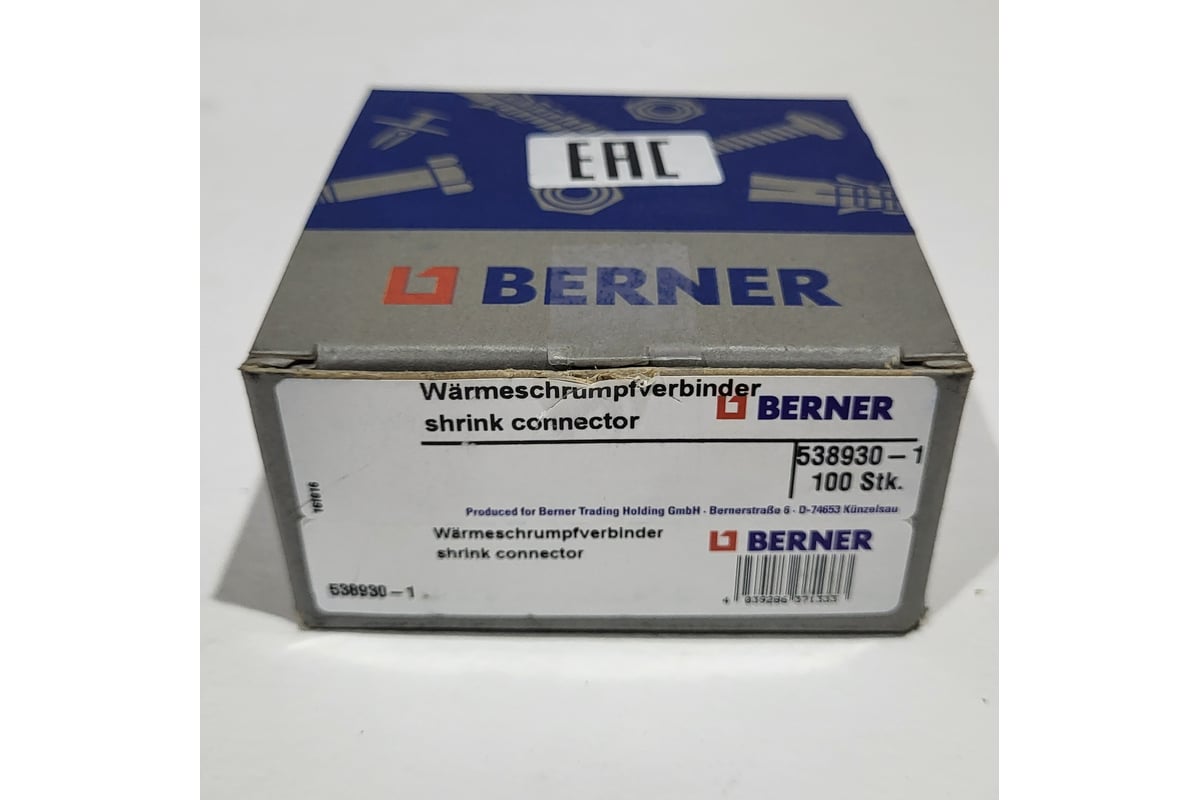 EAC
BERNER
Wärmeschrumpfverbinder
BERNER
shrink connector
538930-1
100 Stk.
161616
Produced for Berner Trading Holding GmbH · Bernerstraße 6 · D-74653 Künzelsau
Wärmeschrumpfverbinder
BERNER
shrink connector
538930-1